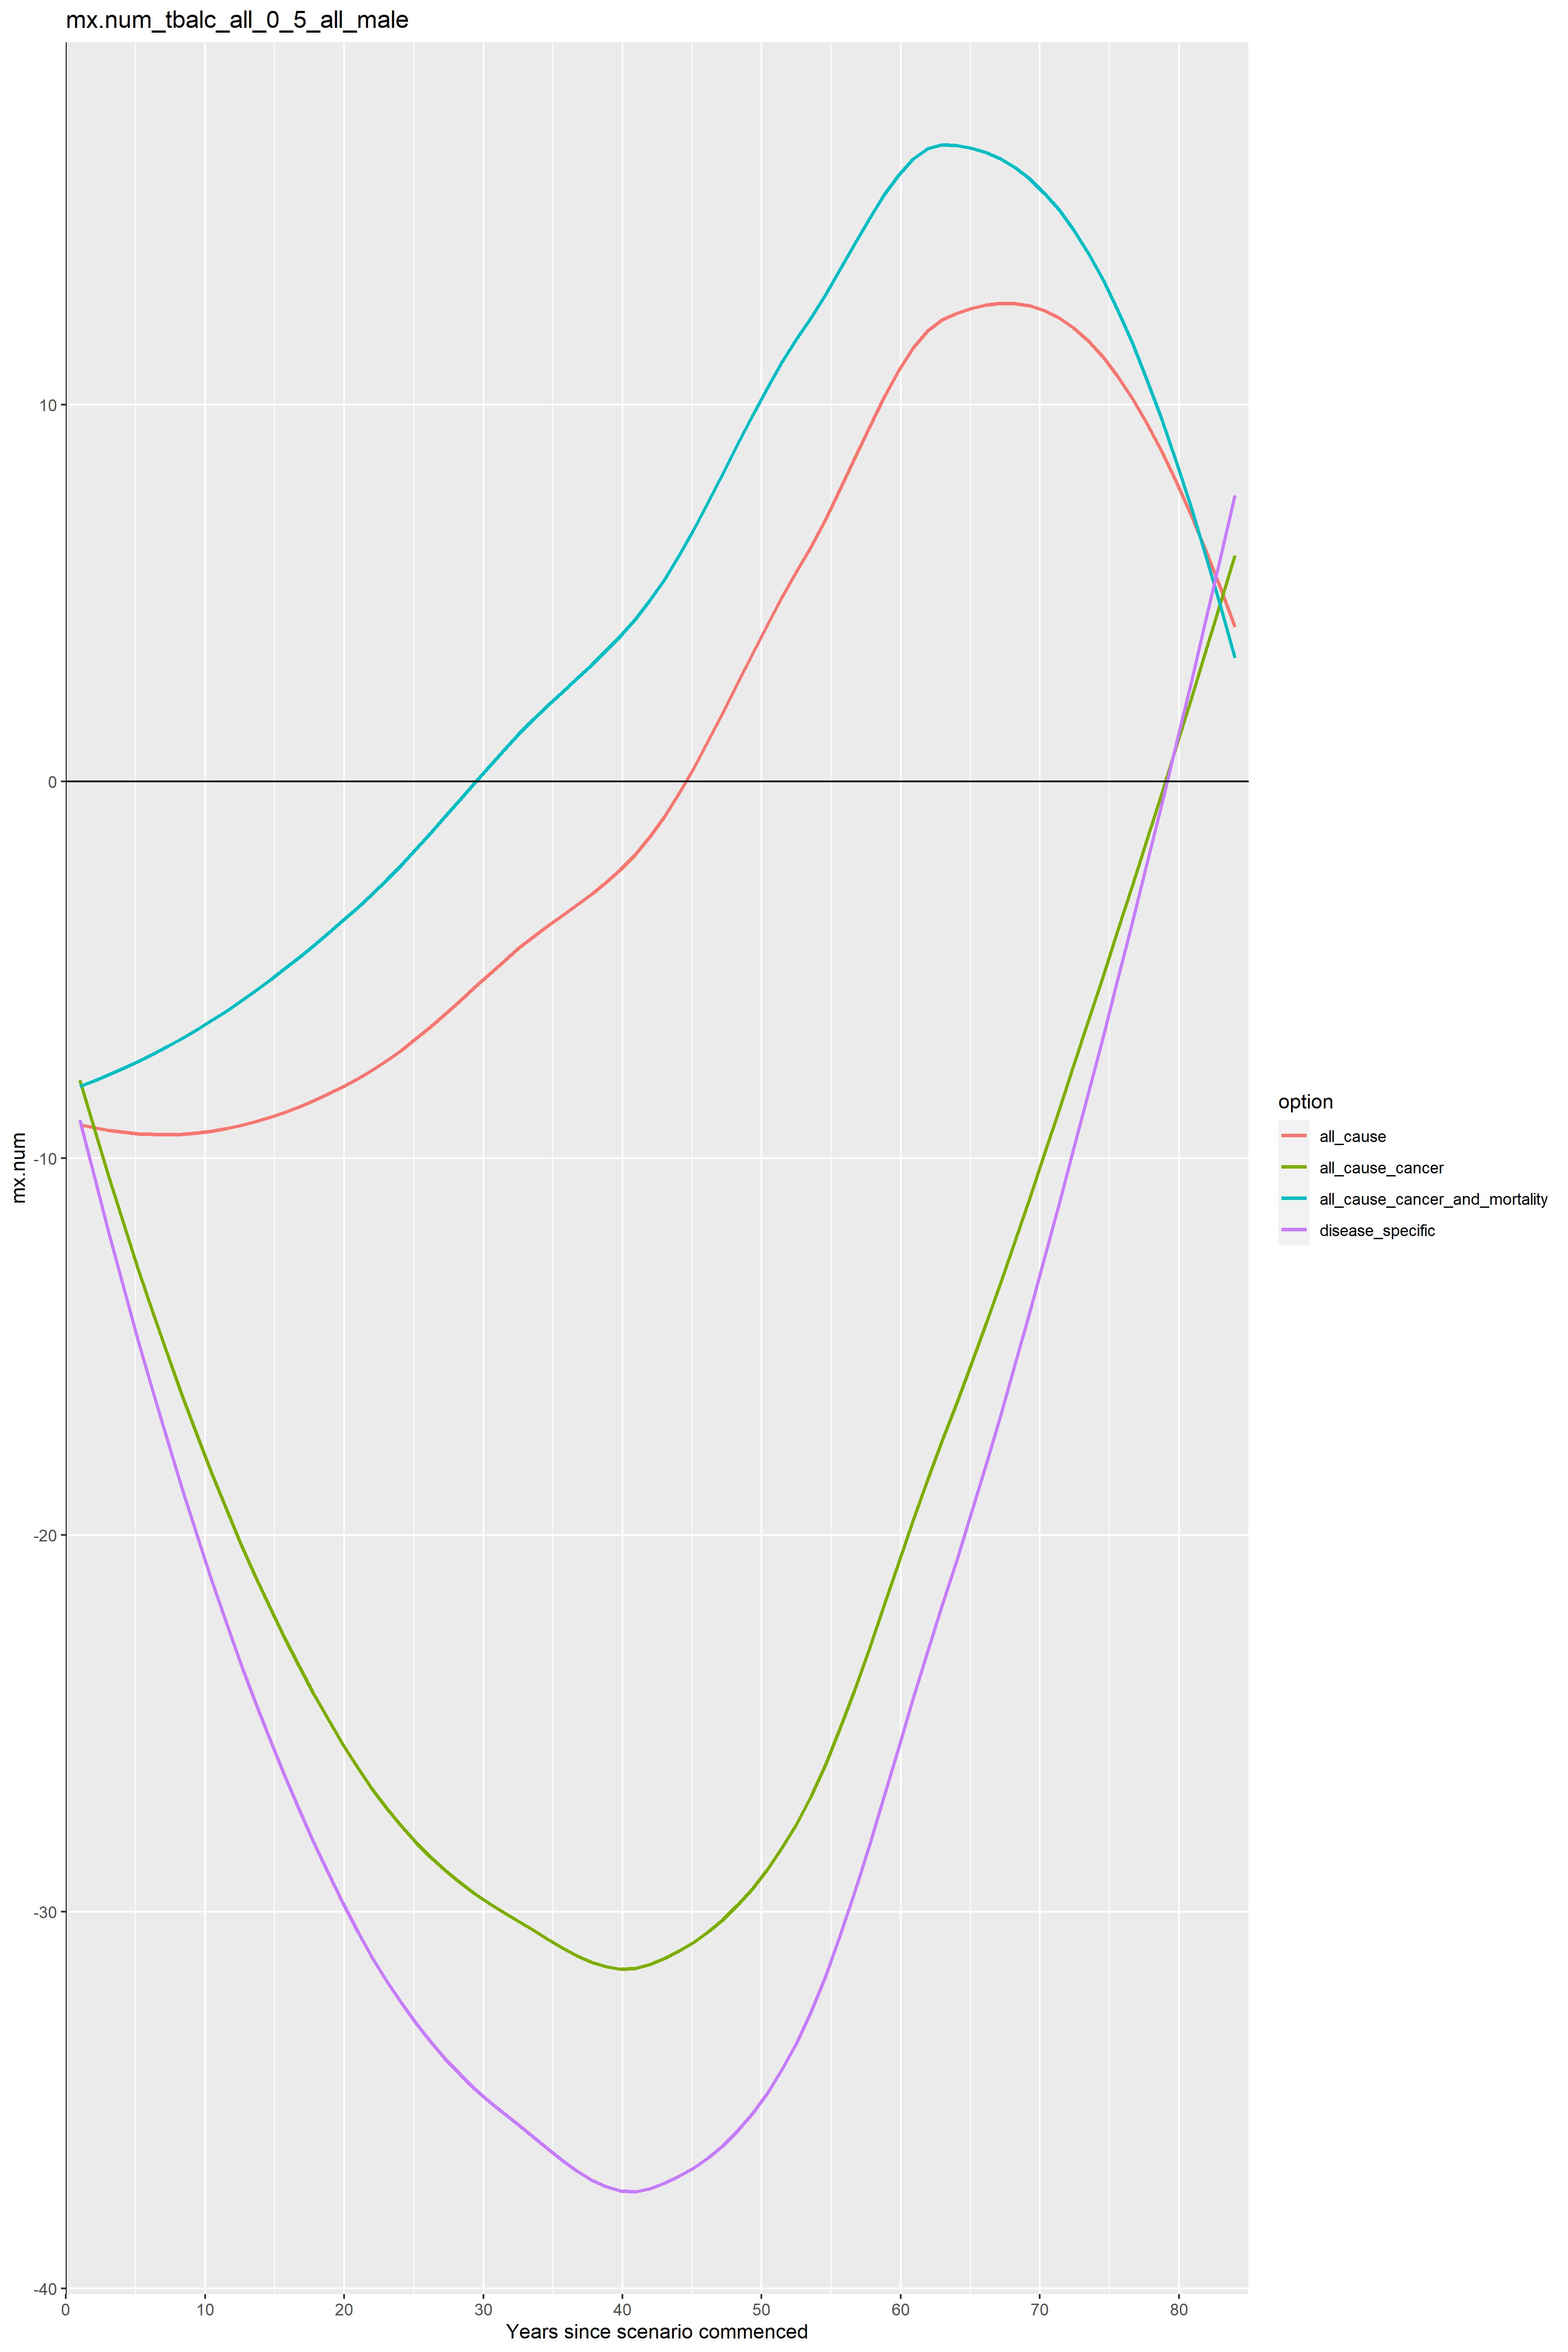 mx.num_tbalc_all_0_5_all_male
10
0
-10
-20
-30
-40
mx.num
0 10 20 30 40 50 60 70 80
Years since scenario commenced
option
all_cause
all_cause_cancer
all_cause_cancer_and_mortality
disease_specific